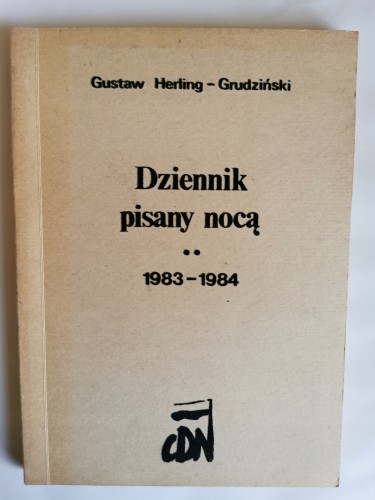 Gustaw Herling-Grudziński
Dziennik
pisany nocą
••
1983-1984
CDN